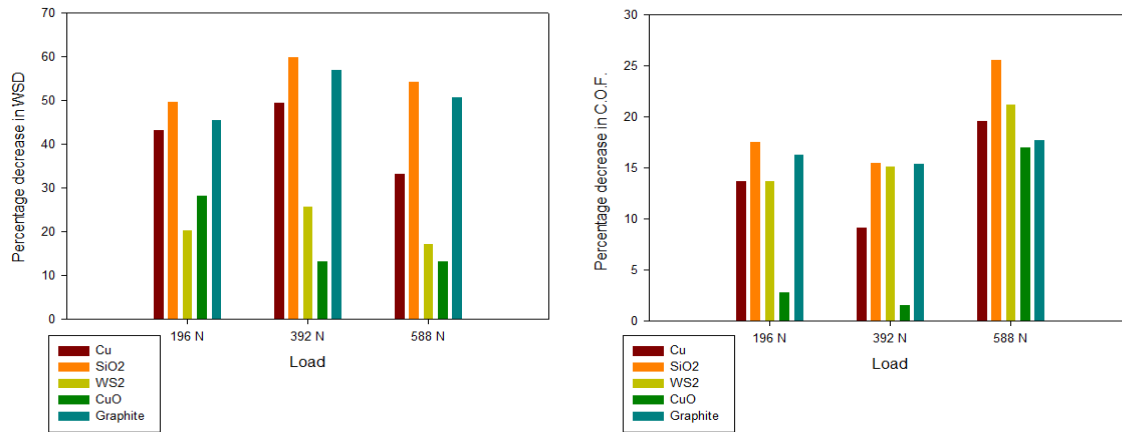 70
60
50
40
30
20
10
0
Percentage decrease in WSD
196 N
392 N
588 N
Load
Cu
SiO2
WS2
CuO
Graphite
30
25
20
15
10
5
0
Percentage decrease in C.O.F.
196 N
392 N
588 N
Load
Cu
SiO2
WS2
CuO
Graphite